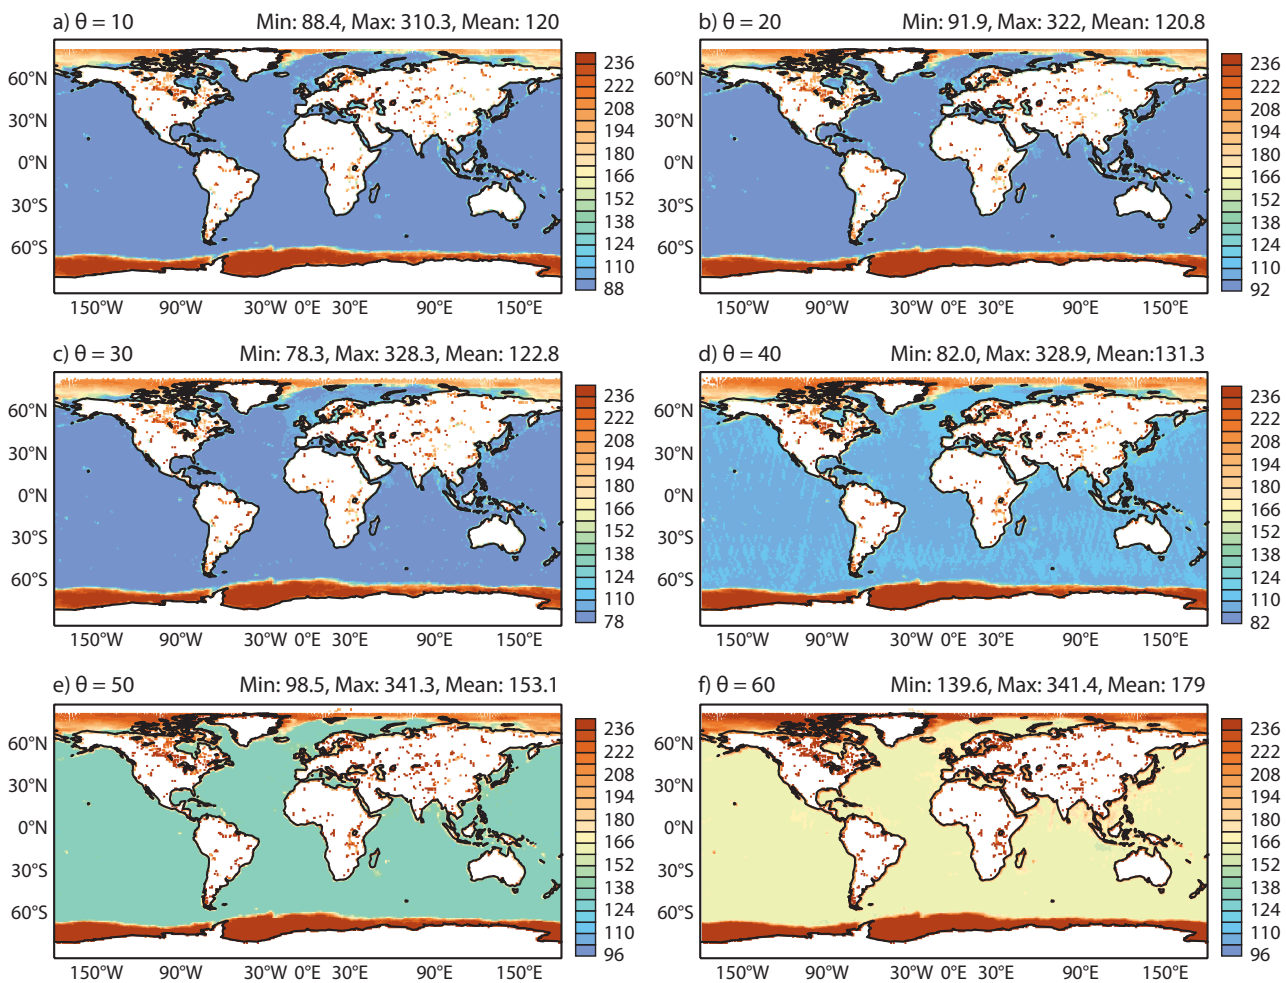 a) θ = 10 Min: 88.4, Max: 310.3, Mean: 120
60°N
30°N
0°N
30°S
60°S
150°W 90°W 30°W 0°E 30°E 90°E 150°E
236
222
208
194
180
166
152
138
124
110
88
b) θ = 20 Min: 91.9, Max: 322, Mean: 120.8
60°N
30°N
0°N
30°S
60°S
150°W 90°W 30°W 0°E 30°E 90°E 150°E
236
222
208
194
180
166
152
138
124
110
92
c) θ = 30 Min: 78.3, Max: 328.3, Mean: 122.8
60°N
30°N
0°N
30°S
60°S
150°W 90°W 30°W 0°E 30°E 90°E 150°E
236
222
208
194
180
166
152
138
124
110
78
d) θ = 40 Min: 82.0, Max: 328.9, Mean:131.3
60°N
30°N
0°N
30°S
60°S
150°W 90°W 30°W 0°E 30°E 90°E 150°E
236
222
208
194
180
166
152
138
124
110
82
e) θ = 50 Min: 98.5, Max: 341.3, Mean: 153.1
60°N
30°N
0°N
30°S
60°S
150°W 90°W 30°W 0°E 30°E 90°E 150°E
236
222
208
194
180
166
152
138
124
110
96
f) θ = 60 Min: 139.6, Max: 341.4, Mean: 179
60°N
30°N
0°N
30°S
60°S
150°W 90°W 30°W 0°E 30°E 90°E 150°E
236
222
208
194
180
166
152
138
124
110
96